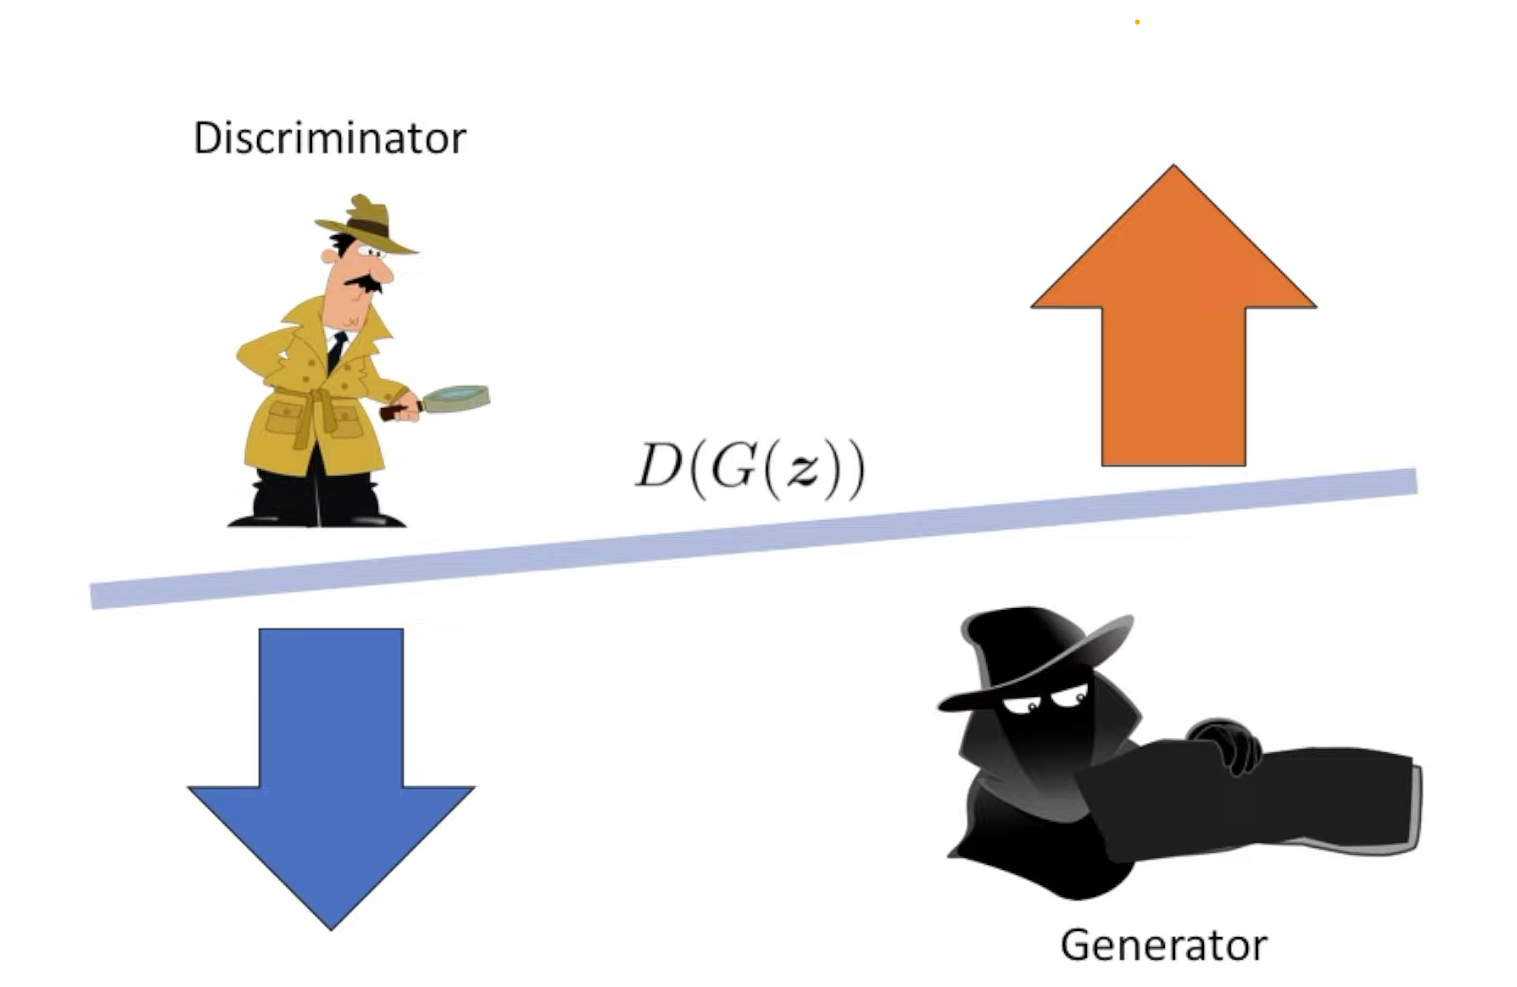 Discriminator
D(G(z))
Generator